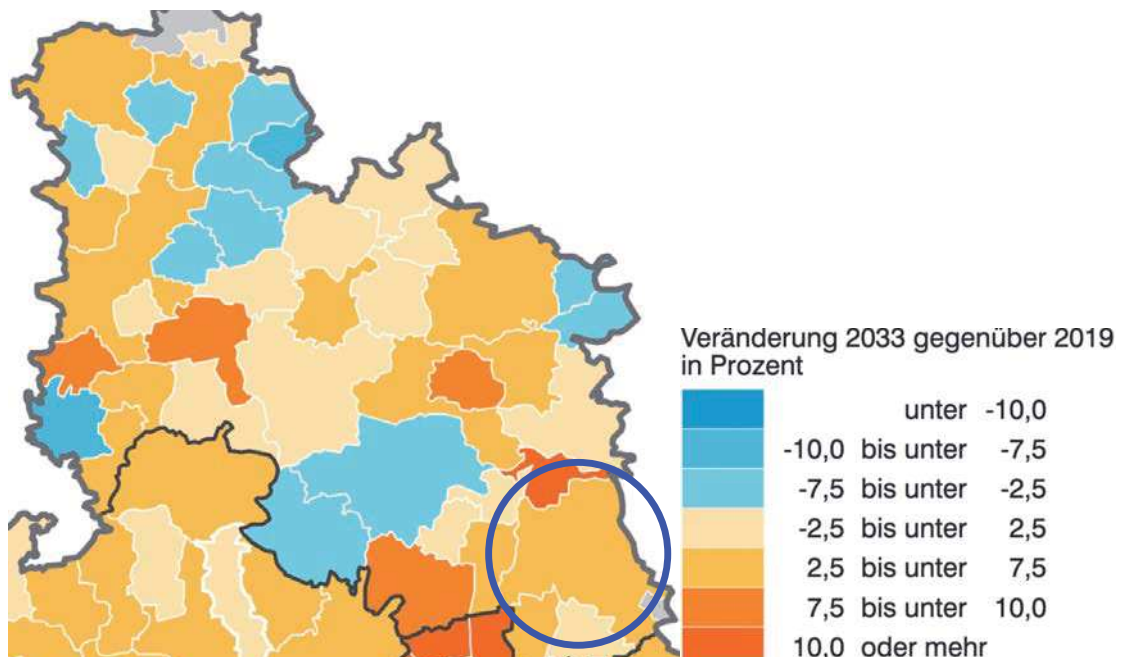 Veränderung 2033 gegenüber 2019
in Prozent
unter -10,0
-10,0 bis unter -7,5
-7,5 bis unter -2,5
-2,5 bis unter 2,5
2,5 bis unter 7,5
7,5 bis unter 10,0
10,0 oder mehr